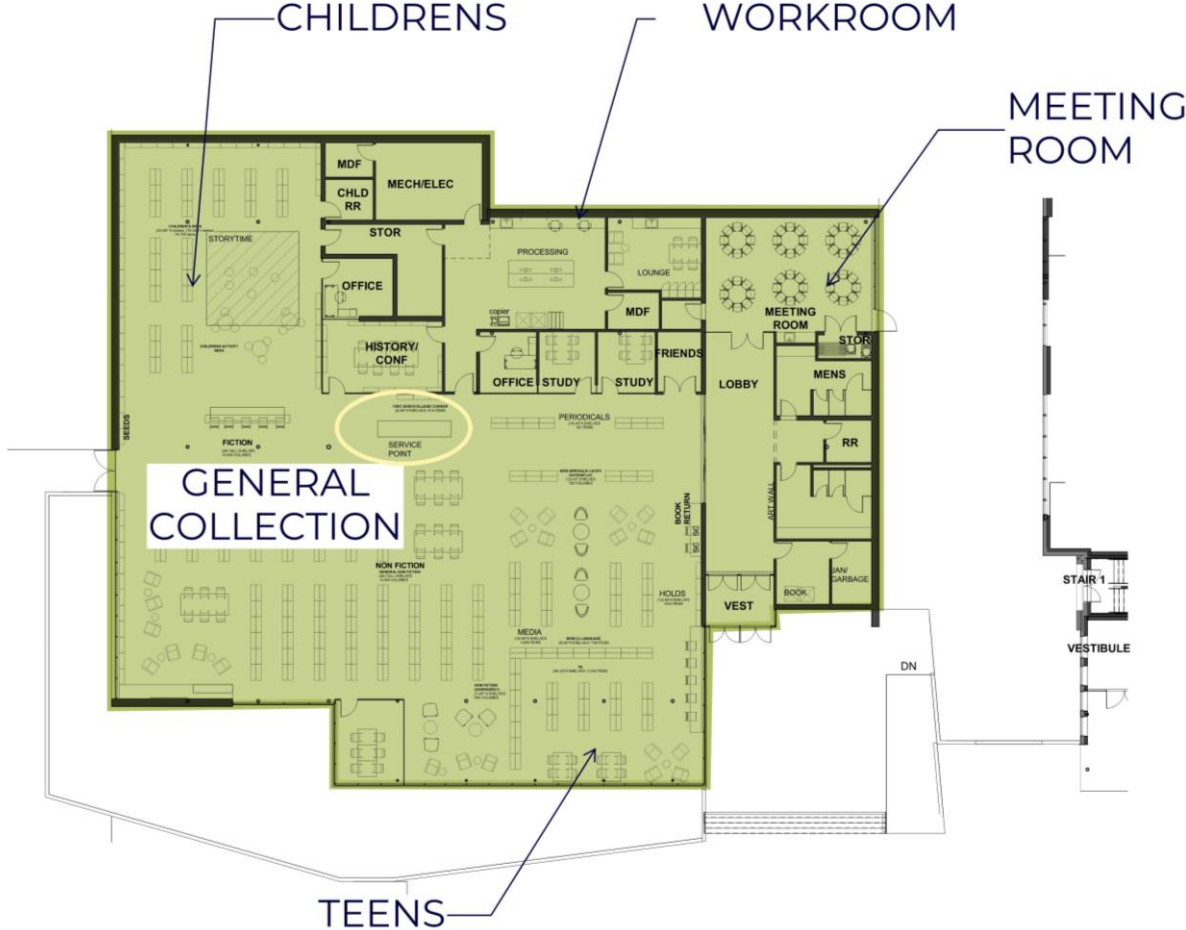 CHILDRENS
WORKROOM
MEETING
ROOM
MDF
MECH/ELEC
CHLD
RR
STOR
STORYTIME
PROCESSING
LOUNGE
OFFICE
copier
MDF
MEETING
ROOM
STOR
HISTORY/
CONF
OFFICE
STUDY
STUDY
FRIENDS
LOBBY
MENS
SEEDS
PERIODICALS
FICTION
SERVICE
POINT
RR
GENERAL
COLLECTION
BOOK
RETURN
ART WALL
NON FICTION
HOLDS
BOOK
JAN/
GARBAGE
VEST
MEDIA
WORLD LANGUAGE
STAIR 1
VESTIBULE
DN
TEENS